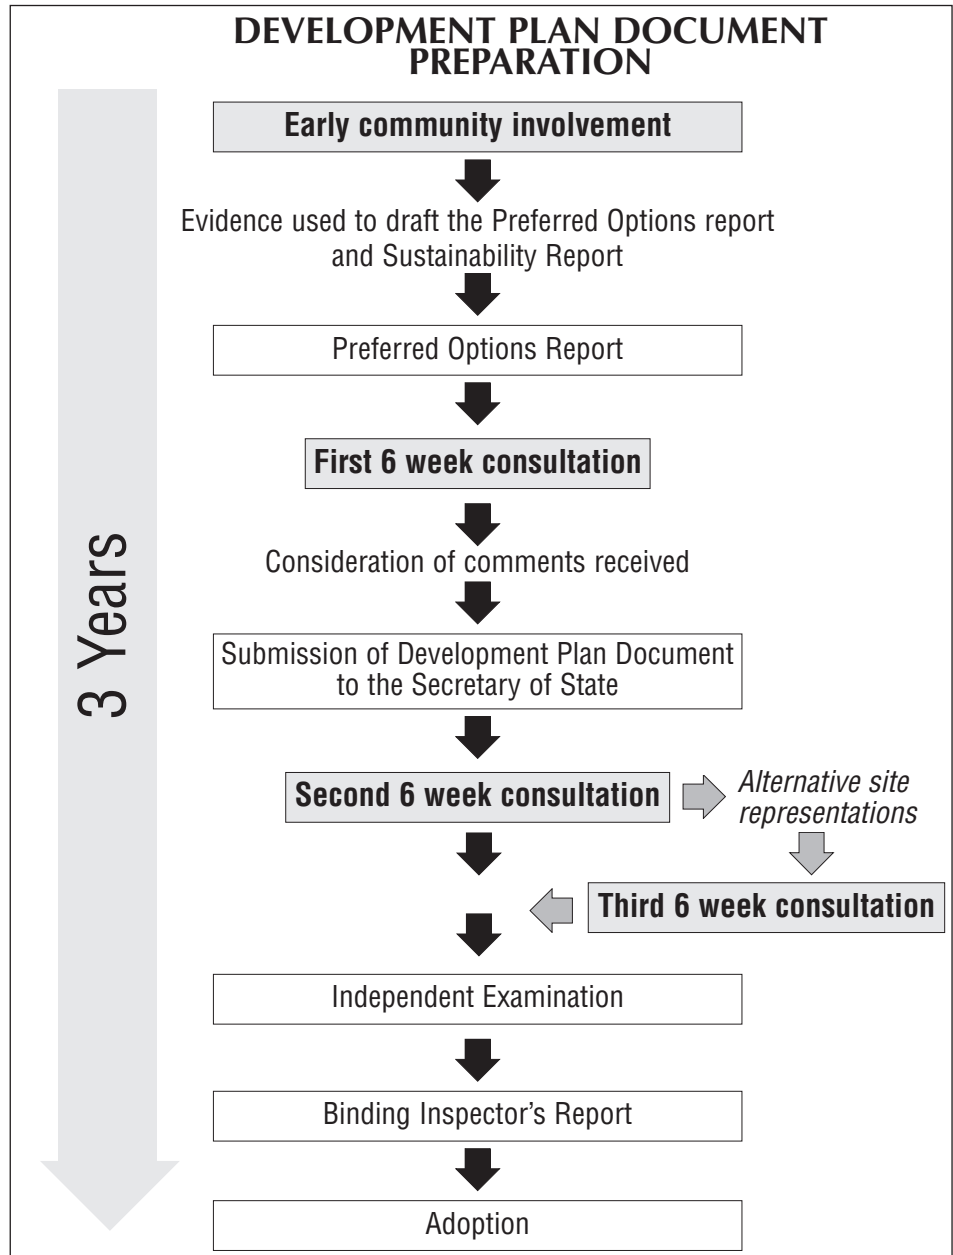 DEVELOPMENT PLAN DOCUMENT
PREPARATION
Early community involvement
Evidence used to draft the Preferred Options report
and Sustainability Report
Preferred Options Report
First 6 week consultation
Consideration of comments received
3 Years
Submission of Development Plan Document
to the Secretary of State
Second 6 week consultation
Alternative site
representations
Third 6 week consultation
Independent Examination
Binding Inspector's Report
Adoption